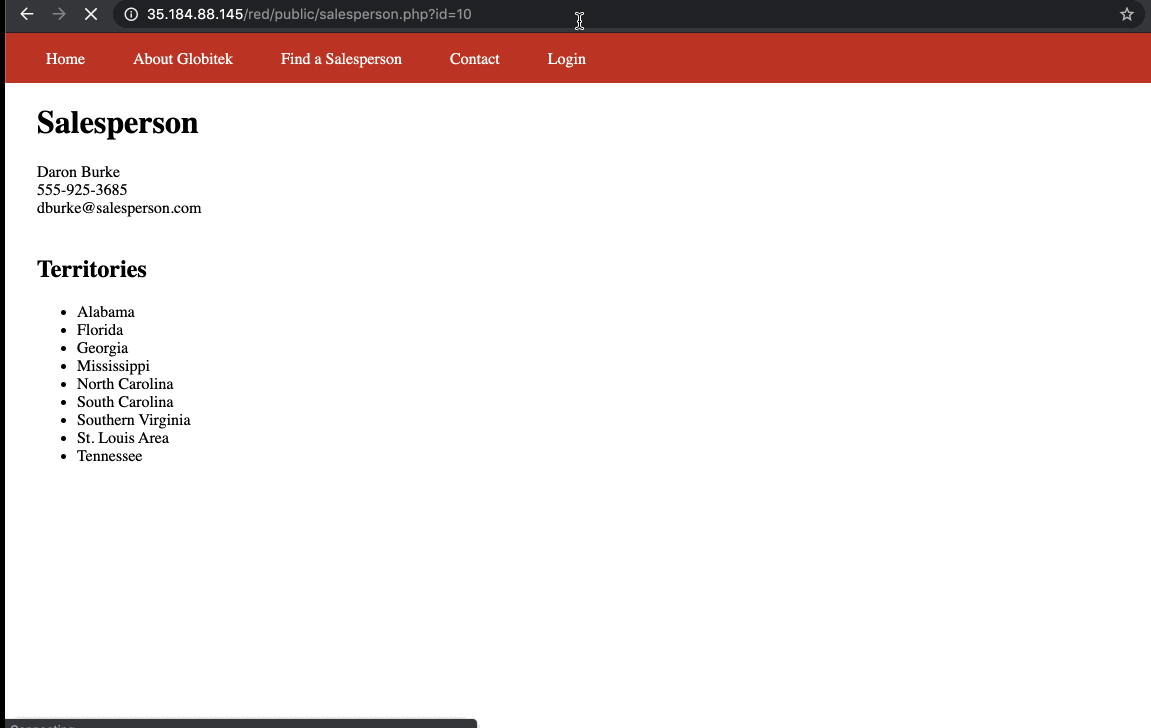 35.184.88.145/red/public/salesperson.php?id=10
Home About Globitek Find a Salesperson Contact Login
Salesperson
Daron Burke
555-925-3685
dburke@salesperson.com
Territories
Alabama
Florida
Georgia
Mississippi
North Carolina
South Carolina
Southern Virginia
St. Louis Area
Tennessee